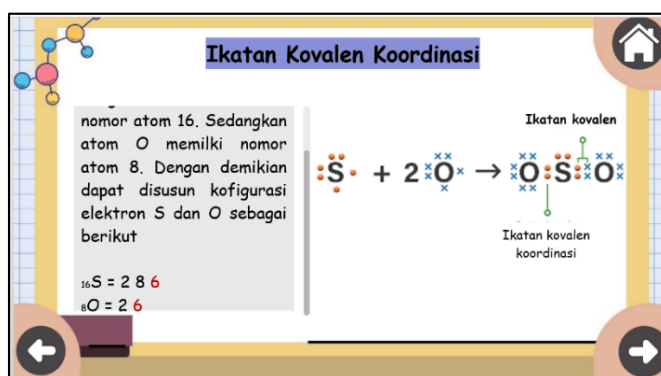 Ikatan Kovalen Koordinasi
nomor atom 16. Sedangkan
atom O memilki nomor
atom 8. Dengan demikian
dapat disusun kofigurasi
elektron S dan O sebagai
berikut
₁₆S = 2 8 6
₈O = 2 6
Ikatan kovalen
S + 2 O → O S O
Ikatan kovalen
koordinasi